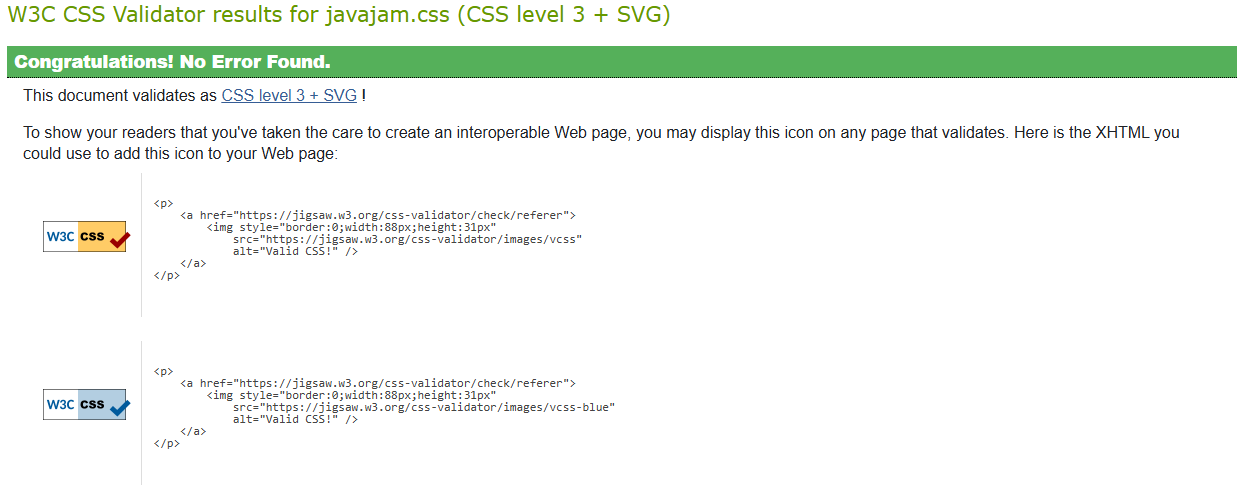 W3C CSS Validator results for javajam.css (CSS level 3 + SVG)
Congratulations! No Error Found.
This document validates as CSS level 3 + SVG !
To show your readers that you've taken the care to create an interoperable Web page, you may display this icon on any page that validates. Here is the XHTML you
could use to add this icon to your Web page:
W3C CSS
<p>
    <a href="https://jigsaw.w3.org/css-validator/check/referer">
        <img style="border:0;width:88px;height:31px"
            src="https://jigsaw.w3.org/css-validator/images/vcss"
            alt="Valid CSS!" />
    </a>
</p>
W3C CSS
<p>
    <a href="https://jigsaw.w3.org/css-validator/check/referer">
        <img style="border:0;width:88px;height:31px"
            src="https://jigsaw.w3.org/css-validator/images/vcss-blue"
            alt="Valid CSS!" />
    </a>
</p>